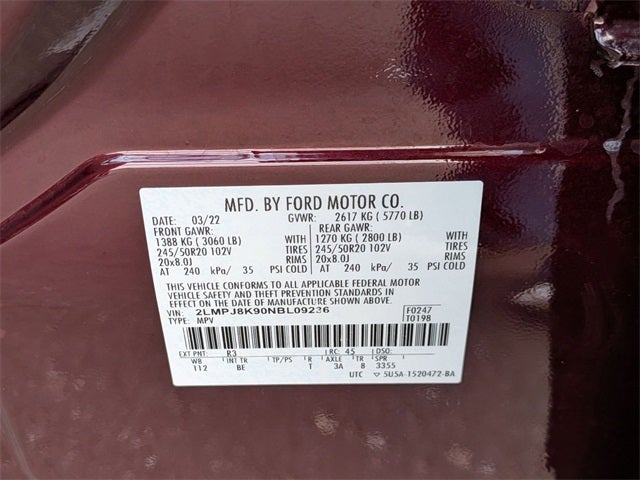 MFD. BY FORD MOTOR CO.
DATE: 03/22 GVWR: 2617 KG ( 5770 LB)
FRONT GAWR: REAR GAWR:
1388 KG ( 3060 LB) WITH 1270 KG ( 2800 LB) WITH
245/50R20 102V TIRES 245/50R20 102V TIRES
20x8.0J RIMS 20x8.0J RIMS
AT 240 kPa/ 35 PSI COLD AT 240 kPa/ 35 PSI COLD
THIS VEHICLE CONFORMS TO ALL APPLICABLE FEDERAL MOTOR
VEHICLE SAFETY AND THEFT PREVENTION STANDARDS IN
EFFECT ON THE DATE OF MANUFACTURE SHOWN ABOVE.
VIN: 2LMPJ8K90NBL09236 F0247
TYPE: MPV T0198
EXT PNT: R3 RC: 45 DSO:
WB INT TR TP/PS R AXLE TR SPR
112 BE T 3A 8 3355
UTC 5U5A-1520472-BA